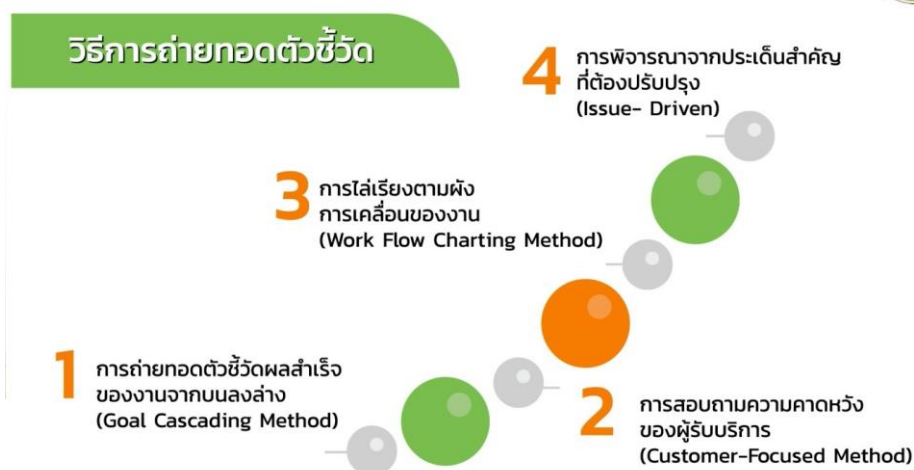 วิธีการถ่ายทอดตัวชี้วัด
4 การพิจารณาจากประเด็นสำคัญ
ที่ต้องปรับปรุง
(Issue- Driven)
3 การไล่เรียงตามผัง
การเคลื่อนของงาน
(Work Flow Charting Method)
1 การถ่ายทอดตัวชี้วัดผลสำเร็จ
ของงานจากบนลงล่าง
(Goal Cascading Method)
2 การสอบถามความคาดหวัง
ของผู้รับบริการ
(Customer-Focused Method)